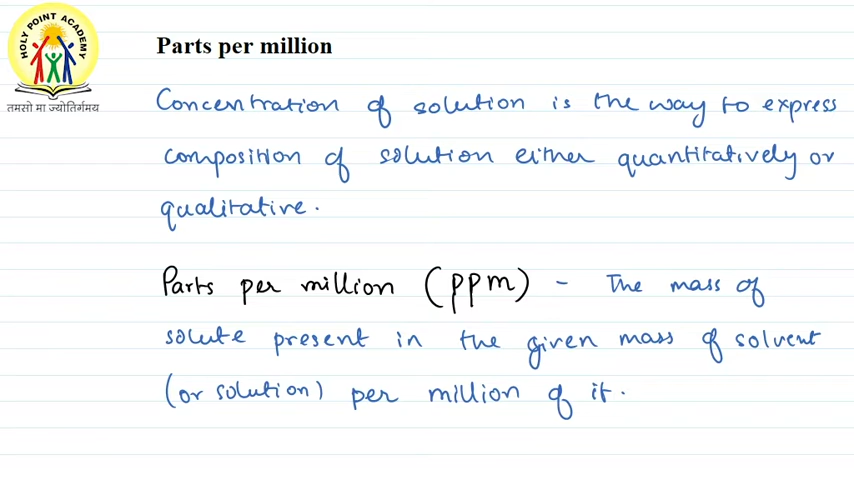 HOLY POINT ACADEMY
तमसो मा ज्योतिर्गमय
Parts per million
Concentration of solution is the way to express
composition of solution either quantitatively or
qualitative.
Parts per million (ppm) - The mass of
solute present in the given mass of solvent
(or solution) per million of it.